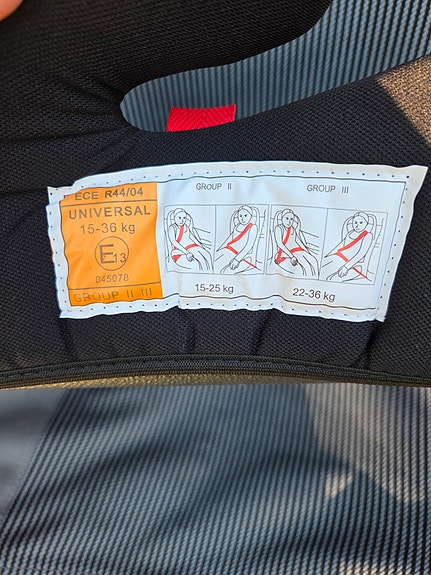 ECE R44/04
UNIVERSAL
15-36 kg
E13
045078
GROUP II III
GROUP II
GROUP III
15-25 kg
22-36 kg